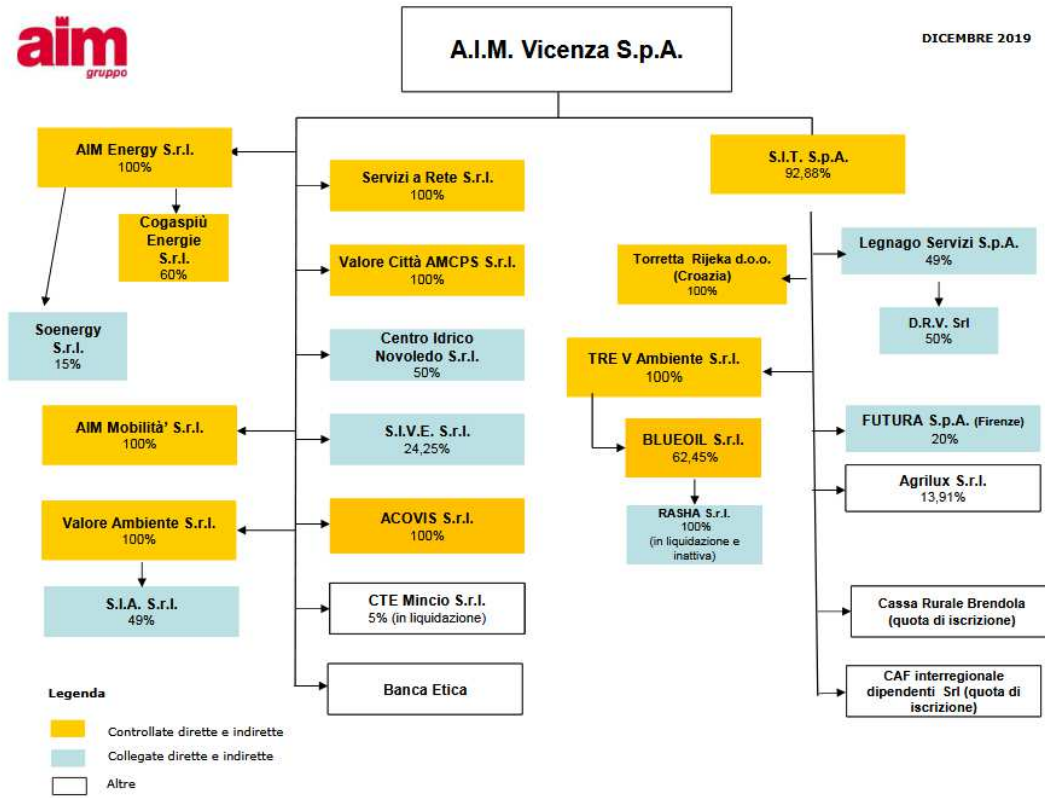 aim
gruppo
A.I.M. Vicenza S.p.A.
DICEMBRE 2019
AIM Energy S.r.l.
100%
Cogaspiù
Energie
S.r.l.
60%
Soenergy
S.r.l.
15%
AIM Mobilità' S.r.l.
100%
Valore Ambiente S.r.l.
100%
S.I.A. S.r.l.
49%
Servizi a Rete S.r.l.
100%
Valore Città AMCPS S.r.l.
100%
Centro Idrico
Novoledo S.r.l.
50%
S.I.V.E. S.r.l.
24,25%
ACOVIS S.r.l.
100%
CTE Mincio S.r.l.
5% (in liquidazione)
Banca Etica
S.I.T. S.p.A.
92,88%
Torretta Rijeka d.o.o.
(Croazia)
100%
TRE V Ambiente S.r.l.
100%
BLUEOIL S.r.l.
62,45%
RASHA S.r.l.
100%
(in liquidazione e
inattiva)
Legnago Servizi S.p.A.
49%
D.R.V. Srl
50%
FUTURA S.p.A. (Firenze)
20%
Agrilux S.r.l.
13,91%
Cassa Rurale Brendola
(quota di iscrizione)
CAF interregionale
dipendenti Srl (quota di
iscrizione)
Legenda
Controllate dirette e indirette
Collegate dirette e indirette
Altre